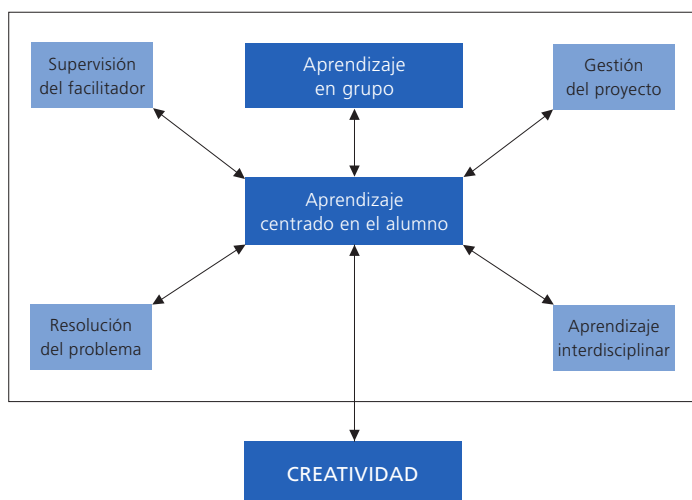 Supervisión
del facilitador
Aprendizaje
en grupo
Gestión
del proyecto
Aprendizaje
centrado en el alumno
Resolución
del problema
Aprendizaje
interdisciplinar
CREATIVIDAD